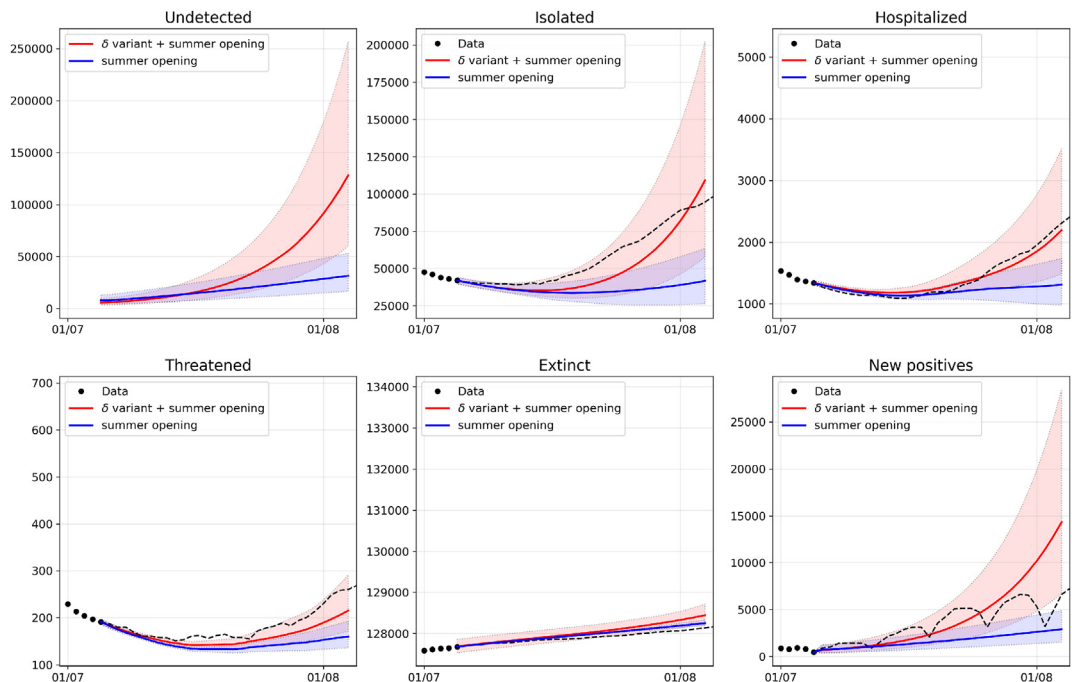 Undetected
250000
200000
150000
100000
50000
0
δ variant + summer opening
summer opening
01/07
01/08
Isolated
200000
175000
150000
125000
100000
75000
50000
25000
Data
δ variant + summer opening
summer opening
01/07
01/08
Hospitalized
5000
4000
3000
2000
1000
Data
δ variant + summer opening
summer opening
01/07
01/08
Threatened
700
600
500
400
300
200
100
Data
δ variant + summer opening
summer opening
01/07
01/08
Extinct
134000
133000
132000
131000
130000
129000
128000
Data
δ variant + summer opening
summer opening
01/07
01/08
New positives
25000
20000
15000
10000
5000
0
Data
δ variant + summer opening
summer opening
01/07
01/08